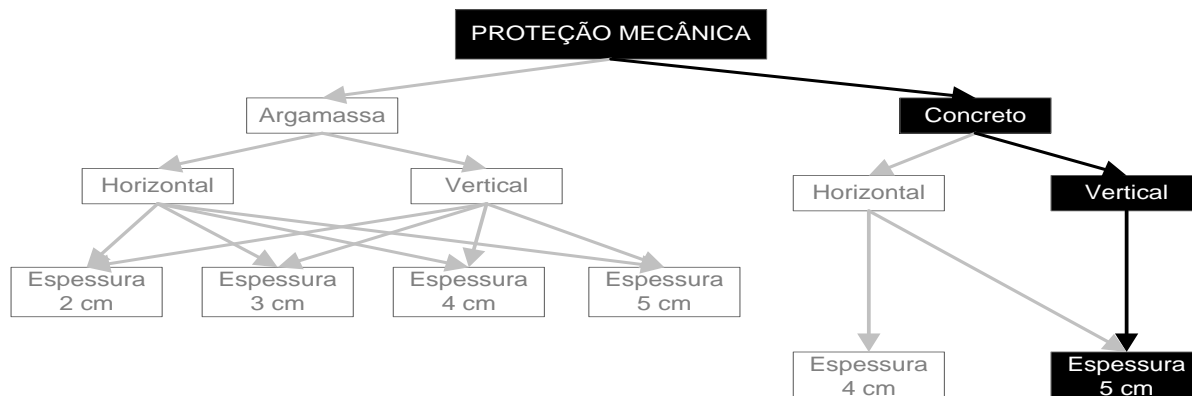 PROTEÇÃO MECÂNICA
Argamassa
Concreto
Horizontal
Vertical
Horizontal
Vertical
Espessura
2 cm
Espessura
3 cm
Espessura
4 cm
Espessura
5 cm
Espessura
4 cm
Espessura
5 cm